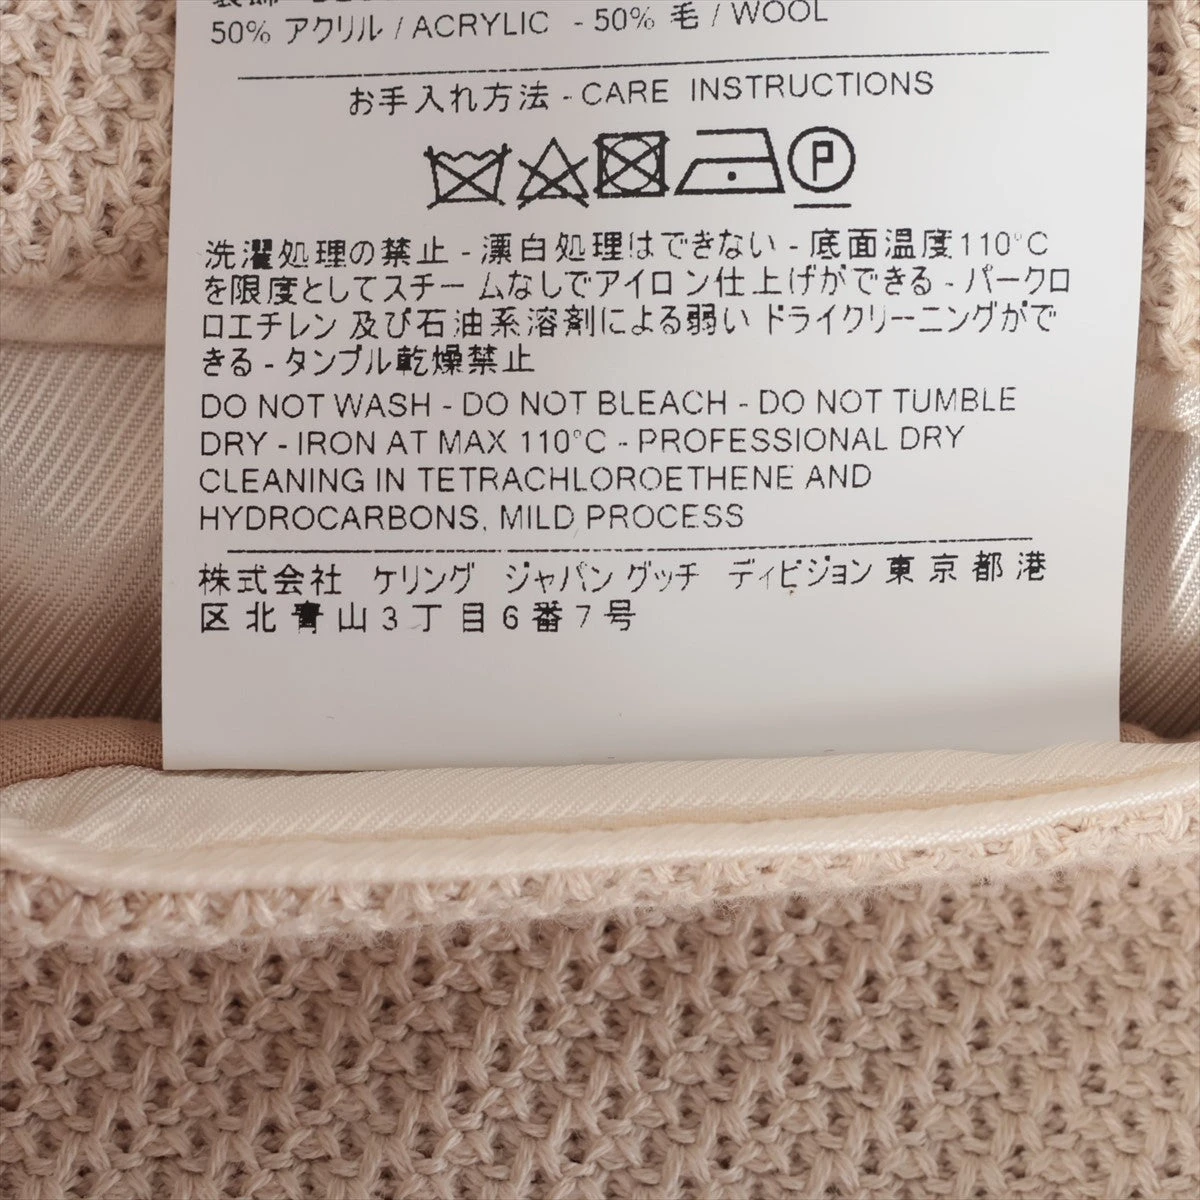 装飾
50% アクリル / ACRYLIC - 50% 毛 / WOOL
お手入れ方法 - CARE INSTRUCTIONS
P
洗濯処理の禁止 - 漂白処理はできない - 底面温度110°C
を限度としてスチームなしでアイロン仕上げができる - パークロ
ロエチレン及び石油系溶剤による弱いドライクリーニングがで
きる - タンブル乾燥禁止
DO NOT WASH - DO NOT BLEACH - DO NOT TUMBLE
DRY - IRON AT MAX 110°C - PROFESSIONAL DRY
CLEANING IN TETRACHLOROETHENE AND
HYDROCARBONS, MILD PROCESS
株式会社 ケリング ジャパン グッチ ディビジョン 東京都港
区北青山3丁目6番7号